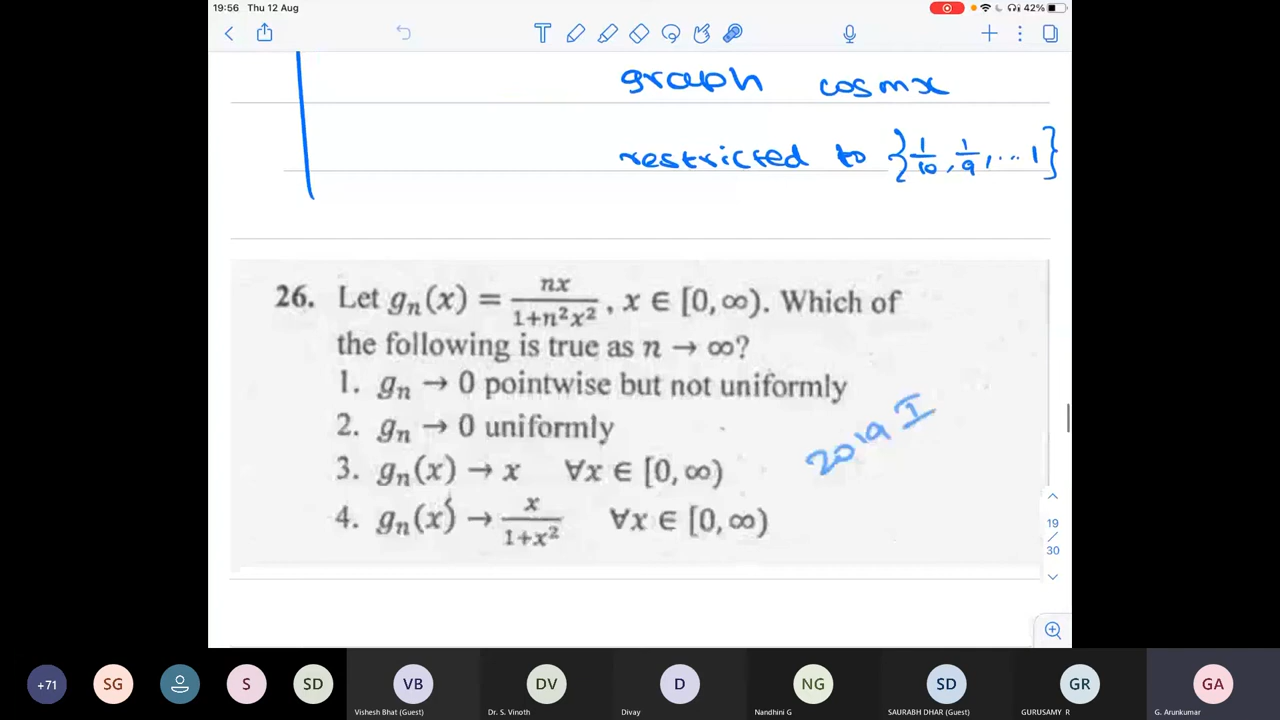 19:56 Thu 12 Aug
42%
graph cosmx
restricted to {1/10, 1/9, ... 1}
26. Let gₙ(x) = nx/(1+n²x²), x ∈ [0, ∞). Which of
the following is true as n → ∞?
1. gₙ → 0 pointwise but not uniformly
2. gₙ → 0 uniformly
3. gₙ(x) → x ∀x ∈ [0, ∞)
4. gₙ(x) → x/(1+x²) ∀x ∈ [0, ∞)
2019 I
19
/
30
+71 SG S SD VB DV D NG SD GR GA
Vishesh Bhat (Guest) Dr. S. Vinoth Divay Nandhini G SAURABH DHAR (Guest) GURUSAMY R G. Arunkumar